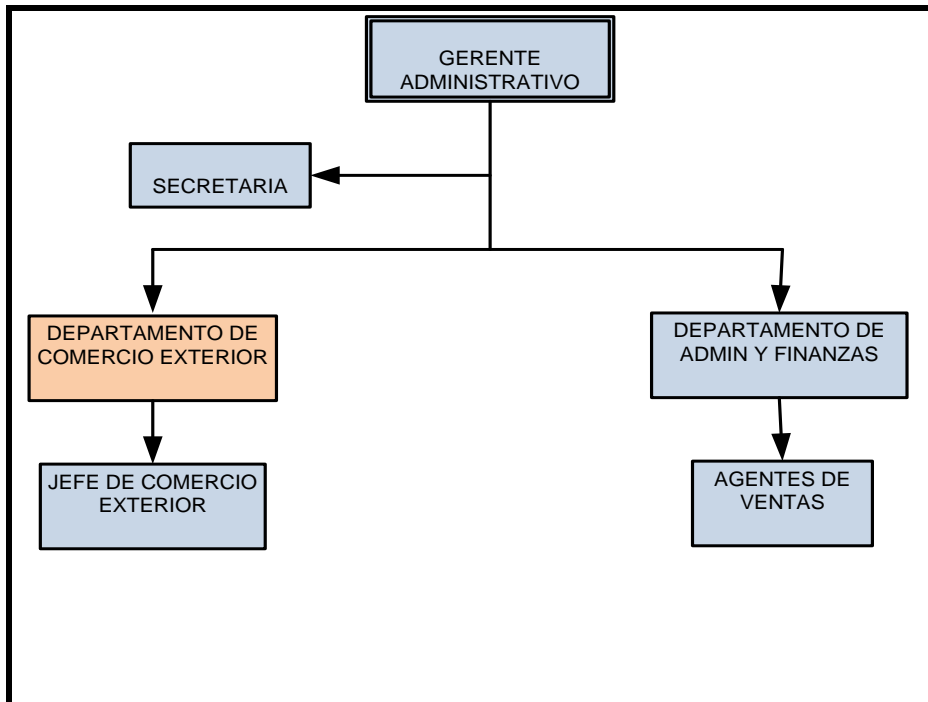 GERENTE
ADMINISTRATIVO
SECRETARIA
DEPARTAMENTO DE
COMERCIO EXTERIOR
DEPARTAMENTO DE
ADMIN Y FINANZAS
JEFE DE COMERCIO
EXTERIOR
AGENTES DE
VENTAS